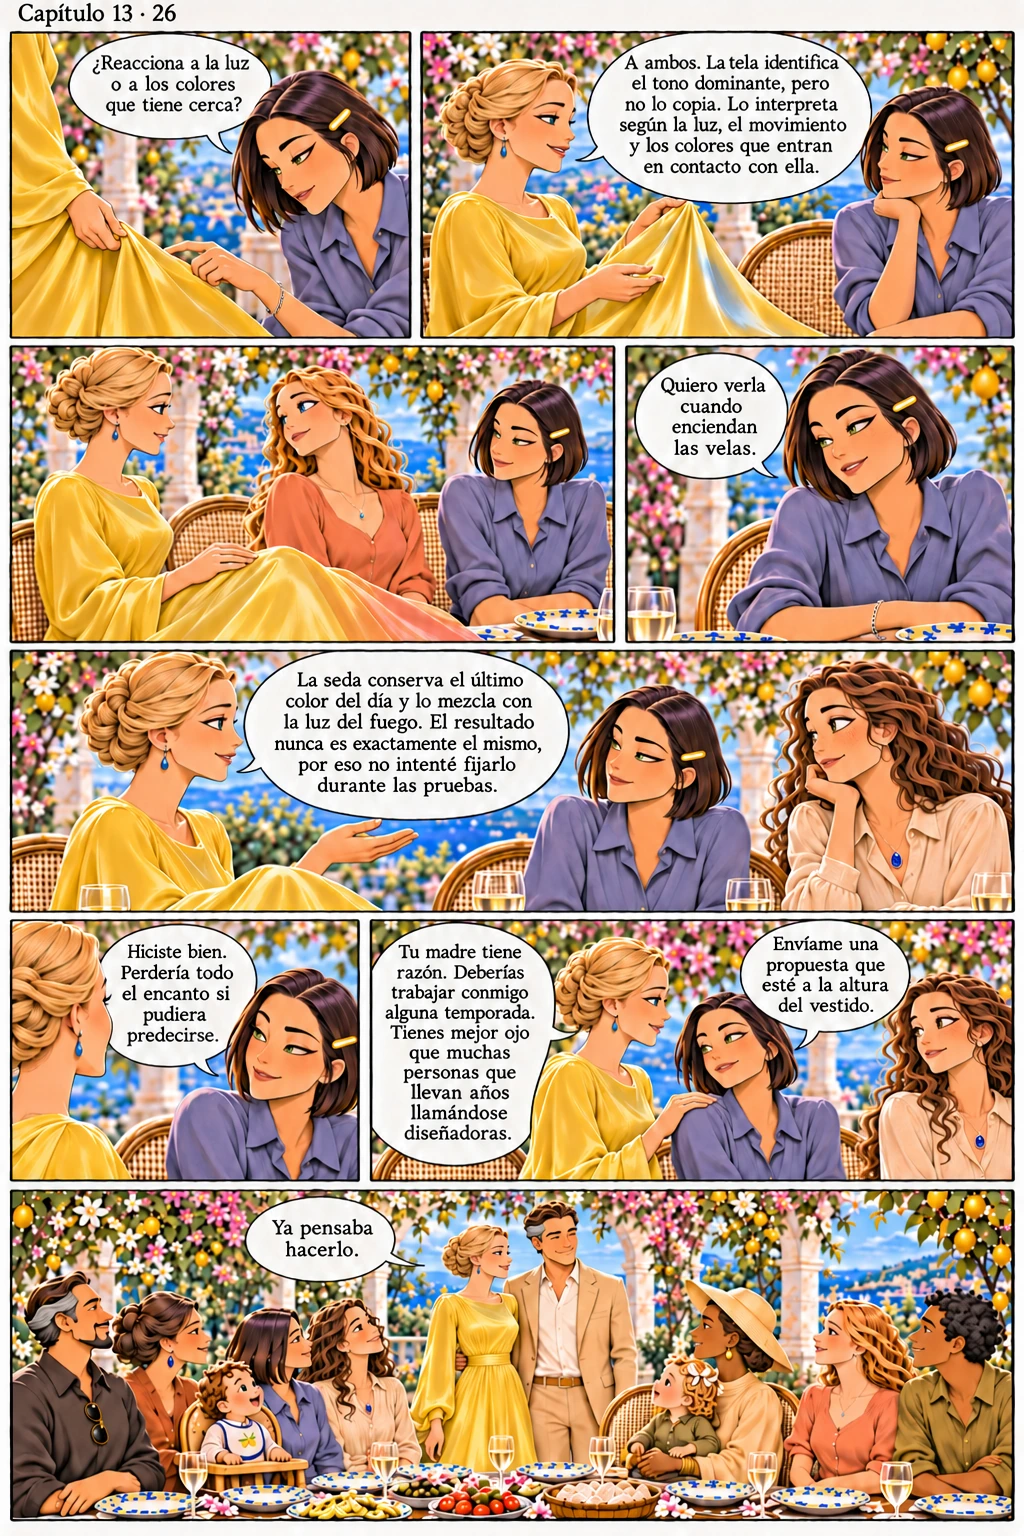 Capítulo 13 · 26
¿Reacciona a la luz
o a los colores
que tiene cerca?
A ambos. La tela identifica
el tono dominante, pero
no lo copia. Lo interpreta
según la luz, el movimiento
y los colores que entran
en contacto con ella.
Quiero verla
cuando
enciendan
las velas.
La seda conserva el último
color del día y lo mezcla con
la luz del fuego. El resultado
nunca es exactamente el mismo,
por eso no intenté fijarlo
durante las pruebas.
Hiciste bien.
Perdería todo
el encanto si
pudiera
predecirse.
Tu madre tiene
razón. Deberías
trabajar conmigo
alguna temporada.
Tienes mejor ojo
que muchas
personas que
llevan años
llamándose
diseñadoras.
Envíame una
propuesta que
esté a la altura
del vestido.
Ya pensaba
hacerlo.